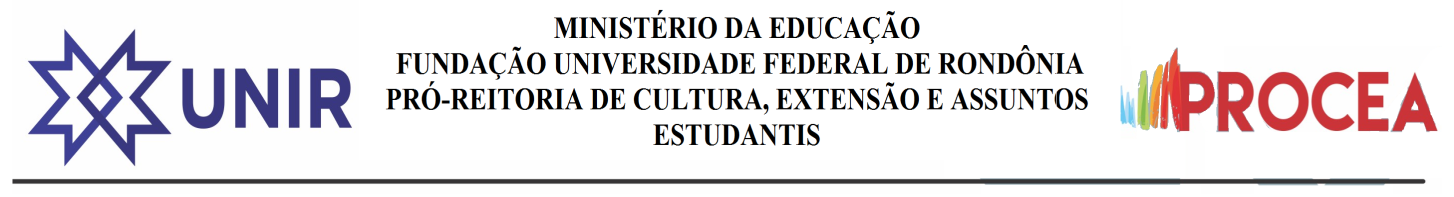 UNIR
MINISTÉRIO DA EDUCAÇÃO
FUNDAÇÃO UNIVERSIDADE FEDERAL DE RONDÔNIA
PRÓ-REITORIA DE CULTURA, EXTENSÃO E ASSUNTOS
ESTUDANTIS
PROCEA